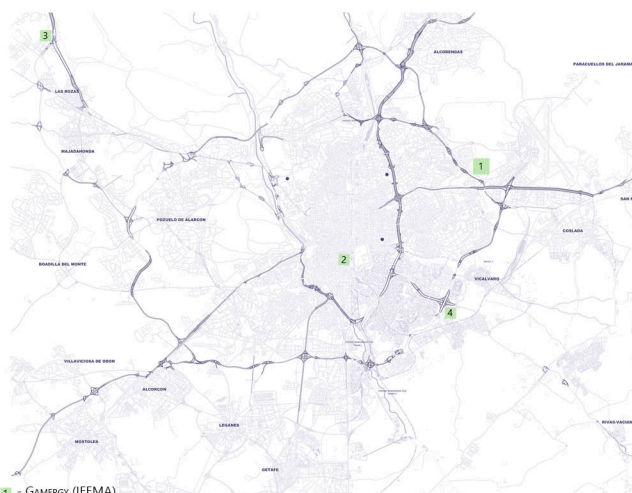 3
ALCOBENDAS
PARACUELLOS DEL JARAMA
LAS ROZAS
MAJADAHONDA
1
POZUELO DE ALARCON
SAN
COSLADA
2
BOADILLA DEL MONTE
VICALVARO
4
VILLAVICIOSA DE ODON
ALCORCON
LEGANES
RIVAS-VACIAM
MOSTOLES
GETAFE
1 - GAMERGY (IFEMA)